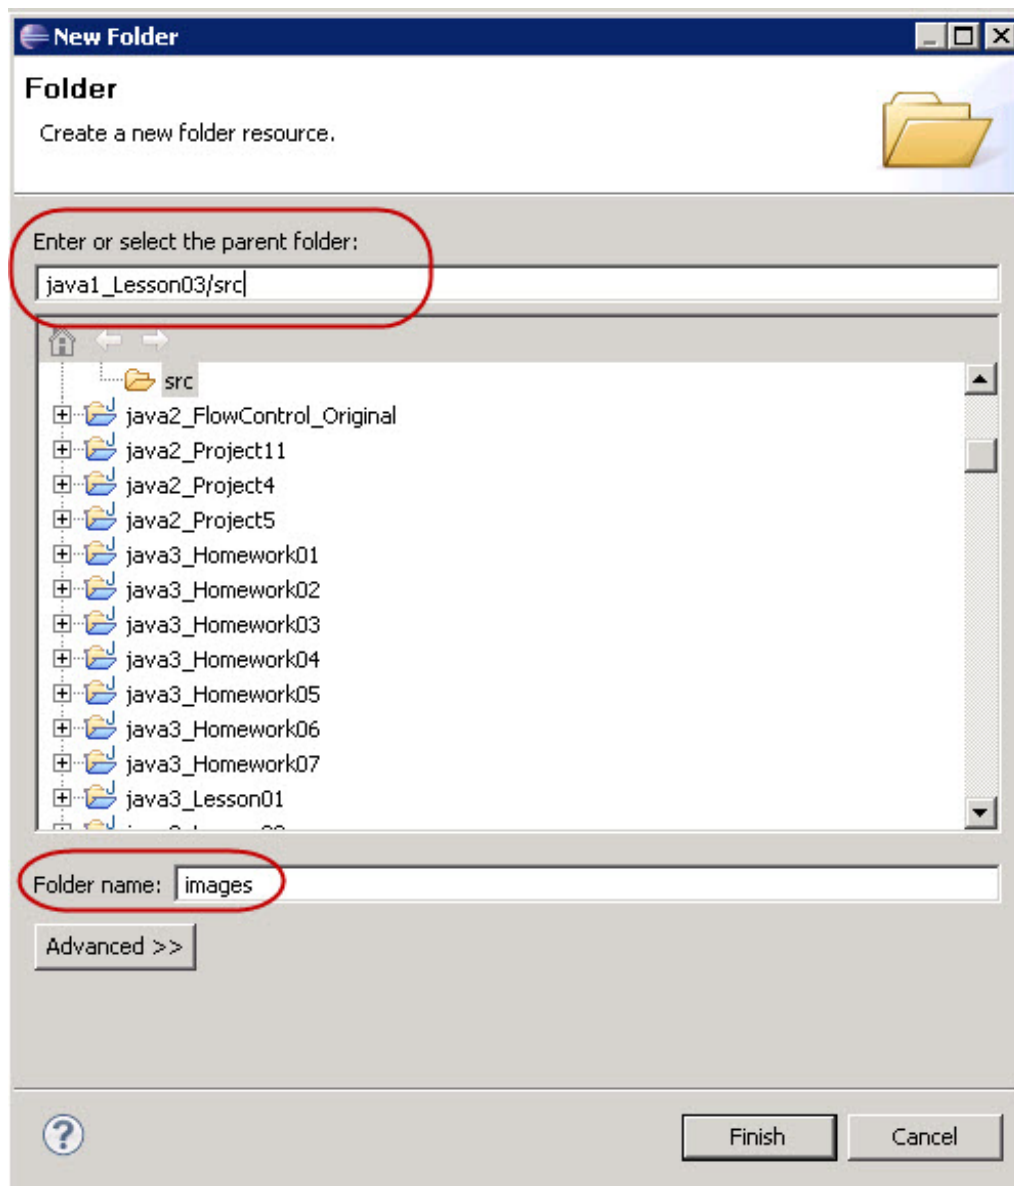 New Folder
Folder
Create a new folder resource.
Enter or select the parent folder:
java1_Lesson03/src
src
java2_FlowControl_Original
java2_Project11
java2_Project4
java2_Project5
java3_Homework01
java3_Homework02
java3_Homework03
java3_Homework04
java3_Homework05
java3_Homework06
java3_Homework07
java3_Lesson01
Folder name: images
Advanced >>
Finish Cancel